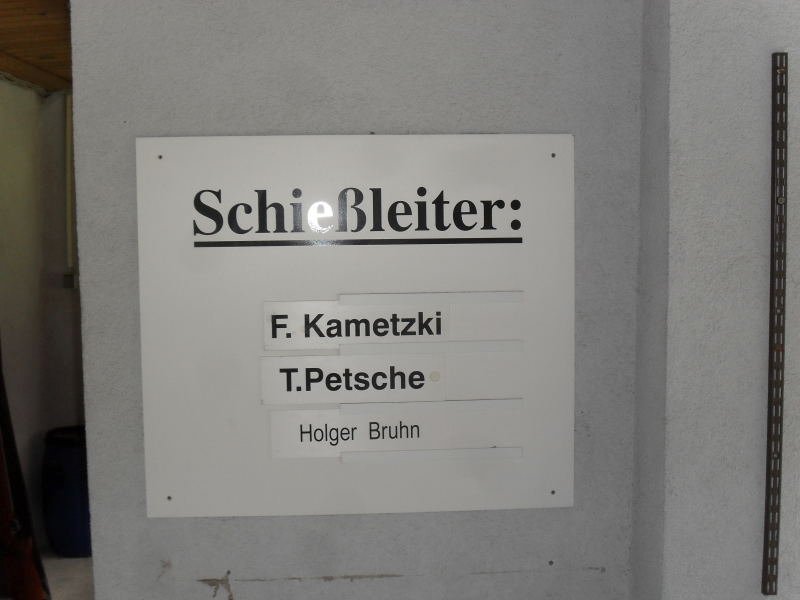 Schießleiter:
F. Kametzki
T.Petsche
Holger Bruhn